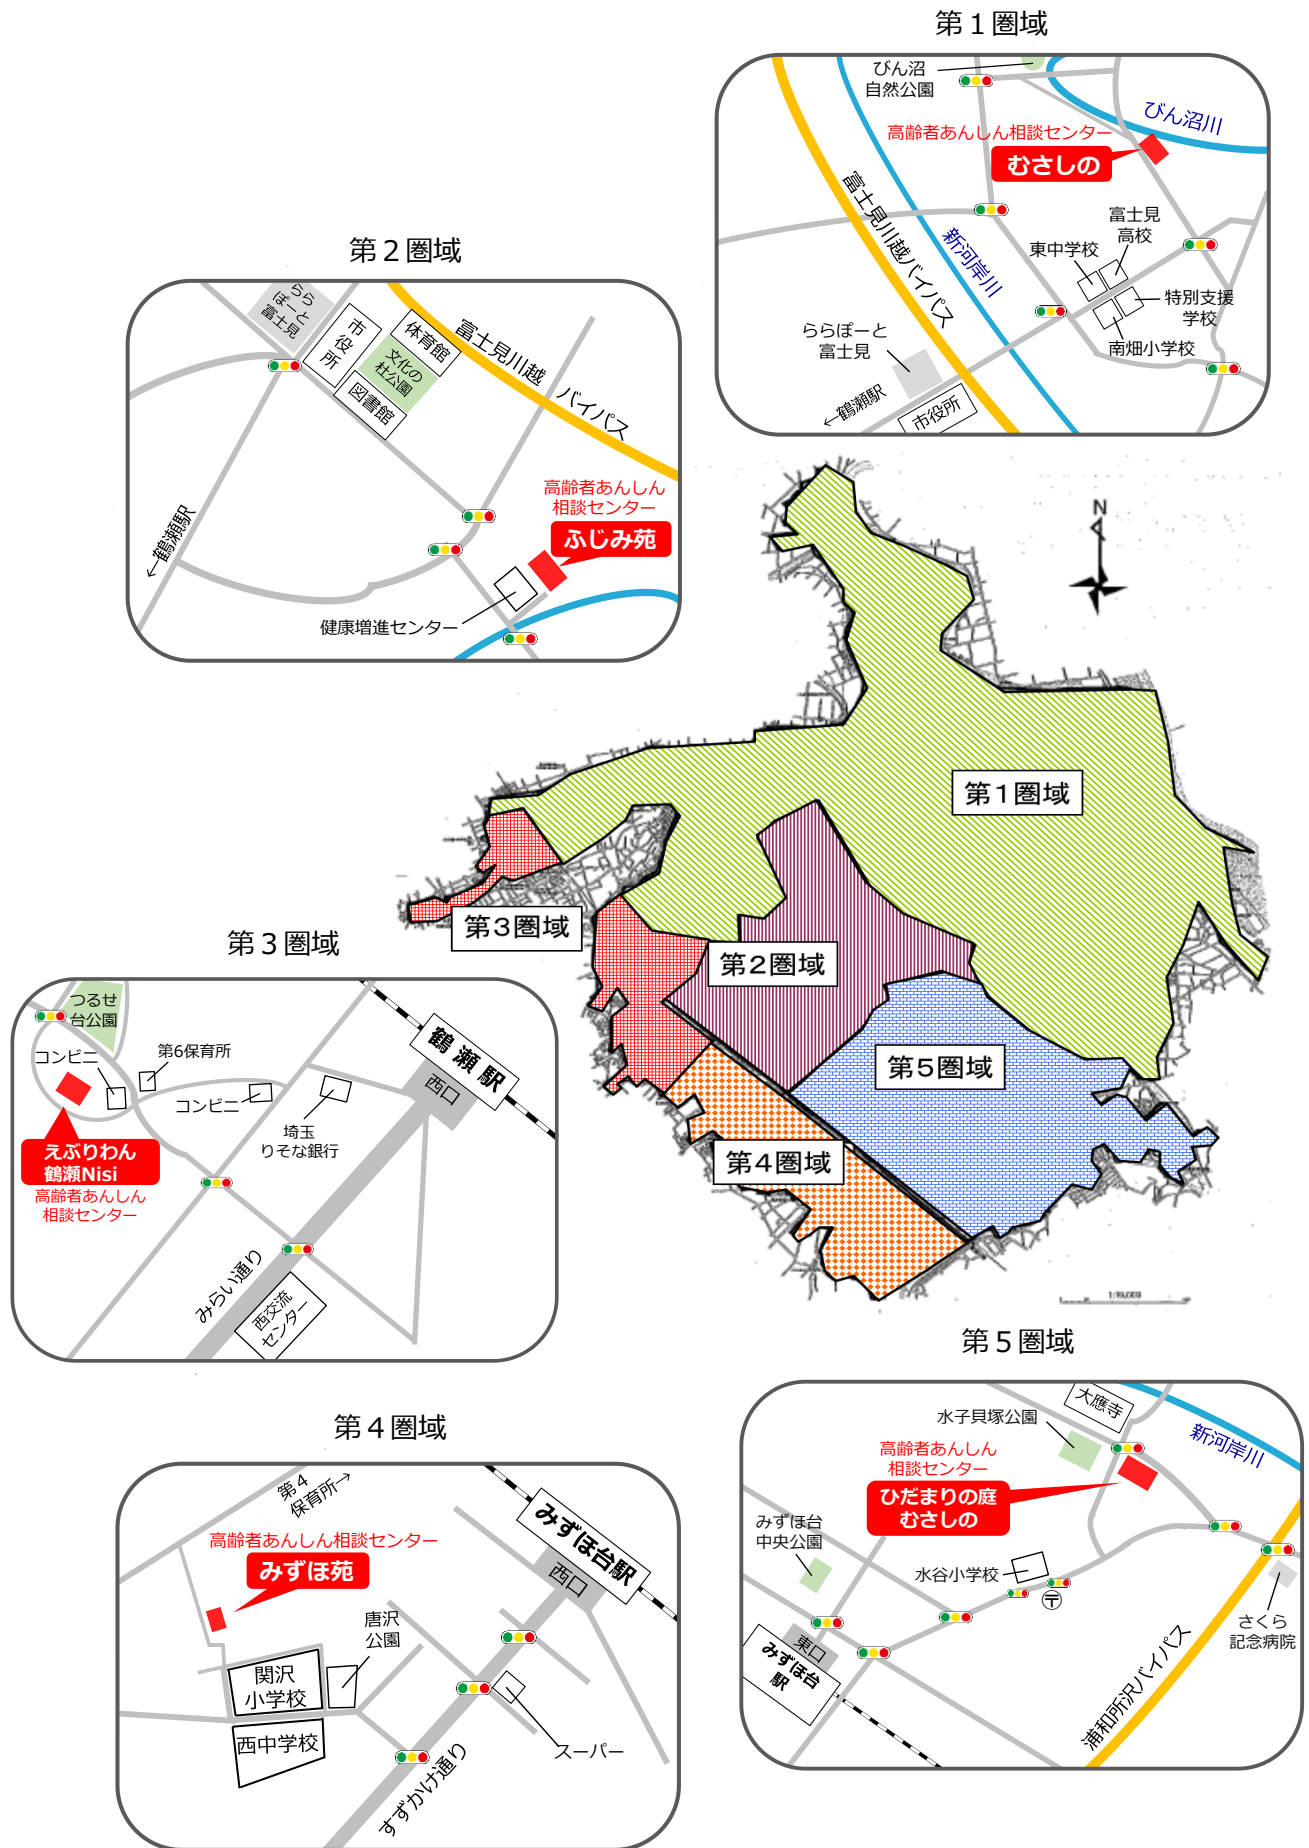 第１圏域
びん沼
自然公園
びん沼川
高齢者あんしん相談センター
むさしの
富士見川越バイパス
新河岸川
富士見
高校
東中学校
特別支援
学校
南畑小学校
ららぽーと
富士見
←鶴瀬駅
市役所
第２圏域
らら
ぽーと
富士見
市役所
体育館
文化の
杜公園
図書館
富士見川越 バイパス
高齢者あんしん
相談センター
ふじみ苑
←鶴瀬駅
健康増進センター
N
第1圏域
第3圏域
第2圏域
第5圏域
第4圏域
第３圏域
つるせ
台公園
コンビニ
第6保育所
コンビニ
鶴瀬駅
西口
埼玉
りそな銀行
えぶりわん
鶴瀬Nisi
高齢者あんしん
相談センター
みらい通り
西交流
センター
第４圏域
第４
保育所→
高齢者あんしん相談センター
みずほ苑
みずほ台駅
西口
唐沢
公園
関沢
小学校
西中学校
スーパー
すずかけ通り
第５圏域
大應寺
水子貝塚公園
新河岸川
高齢者あんしん
相談センター
ひだまりの庭
むさしの
みずほ台
中央公園
水谷小学校
〒
さくら
記念病院
東口
みずほ台
駅
浦和所沢バイパス